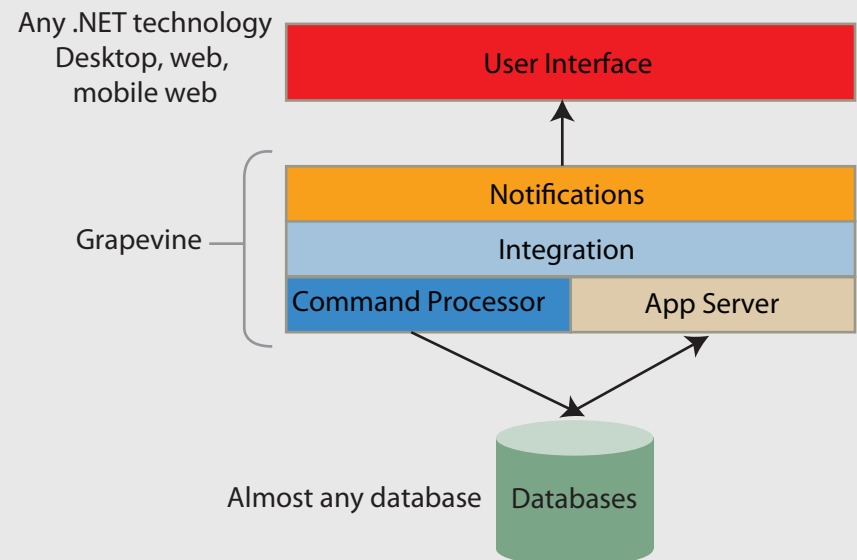 Any .NET technology
Desktop, web,
mobile web
User Interface
Grapevine
Notifications
Integration
Command Processor
App Server
Almost any database
Databases